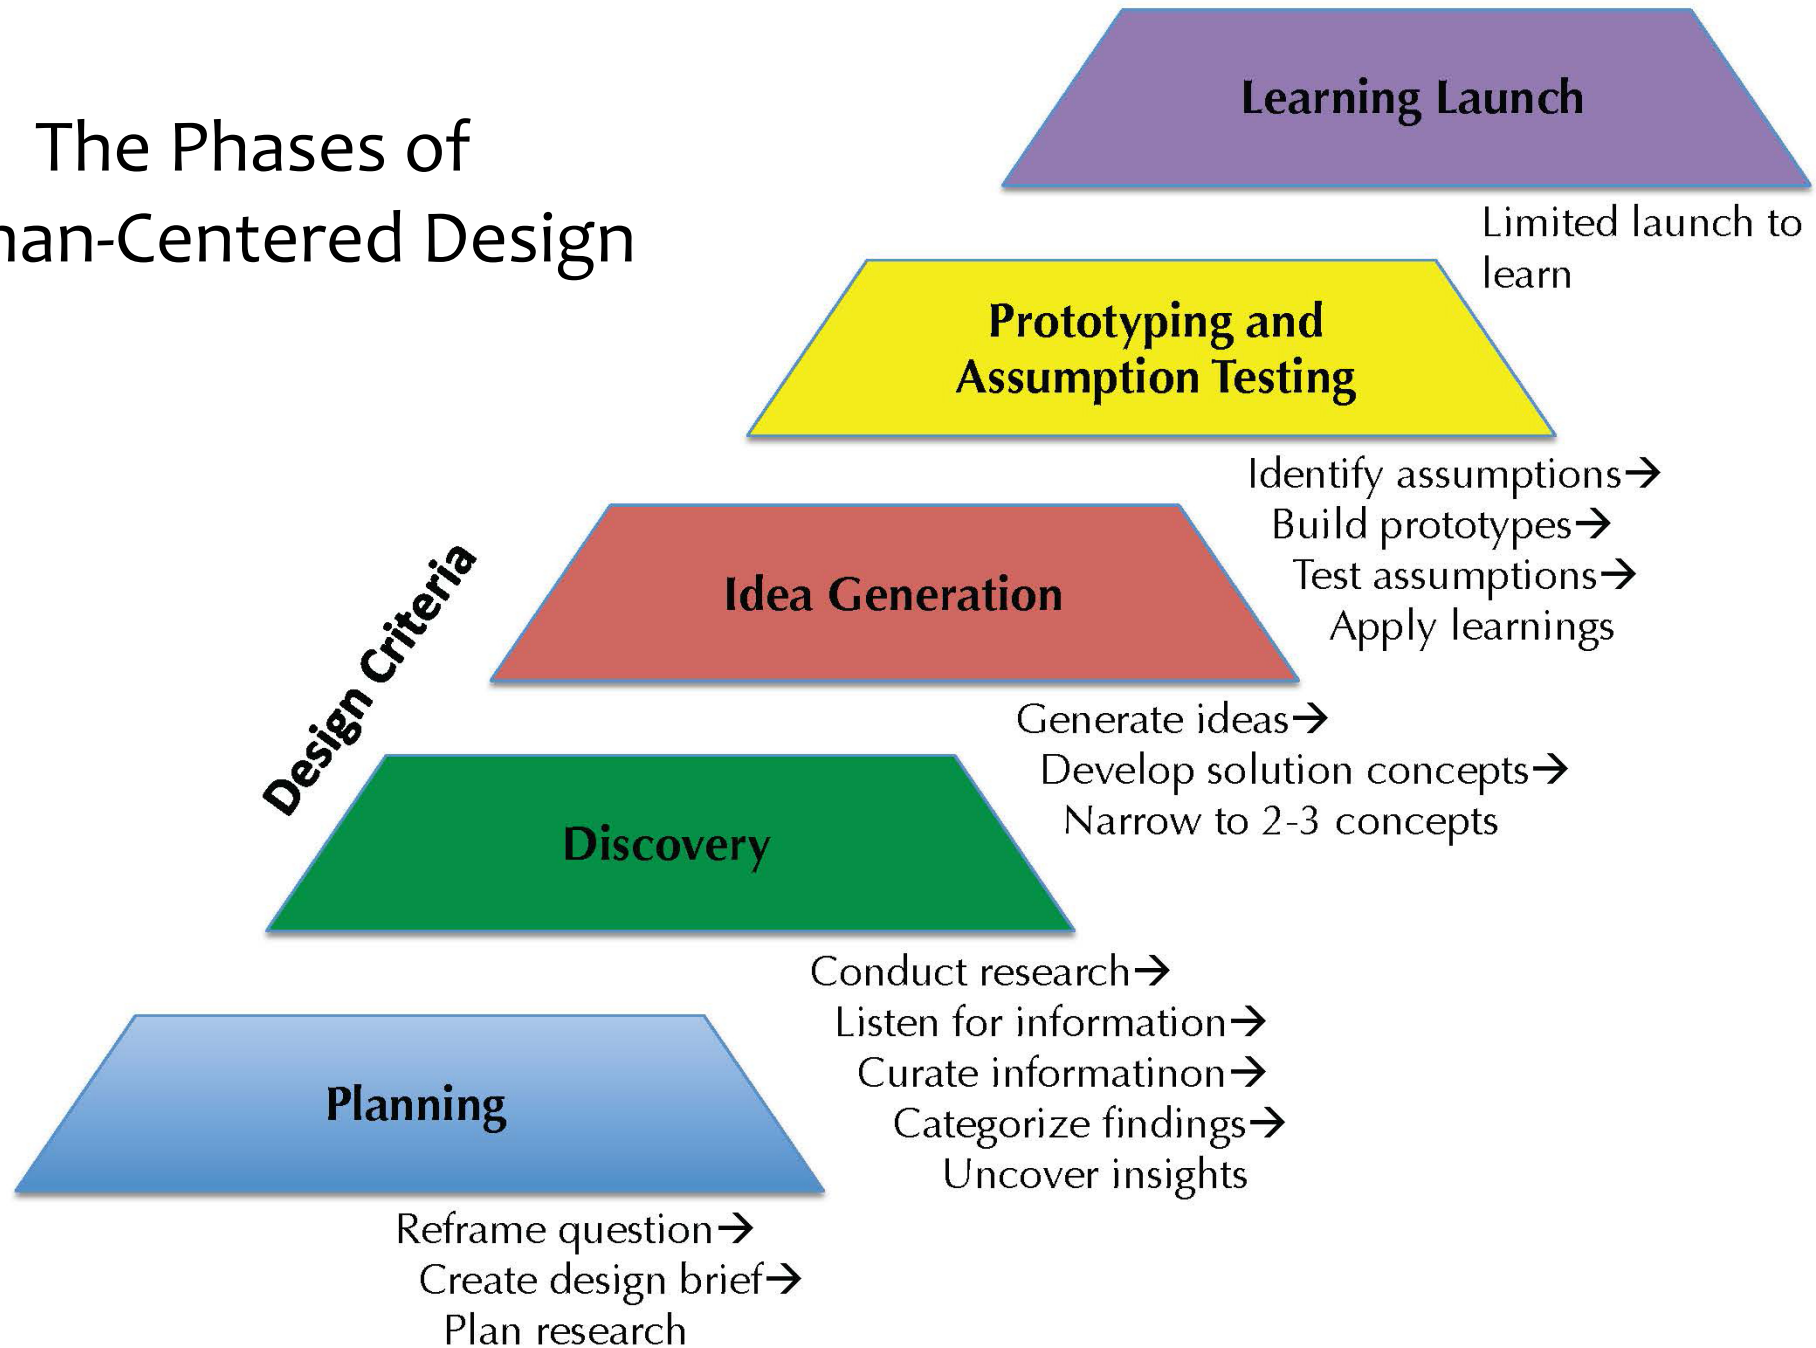 The Phases of
nan-Centered Design
Learning Launch
Limited launch to
learn
Prototyping and
Assumption Testing
Identify assumptions→
Build prototypes→
Test assumptions→
Apply learnings
Design Criteria
Idea Generation
Generate ideas→
Develop solution concepts→
Narrow to 2-3 concepts
Discovery
Conduct research→
Listen for information→
Curate informatinon→
Categorize findings→
Uncover insights
Planning
Reframe question→
Create design brief→
Plan research